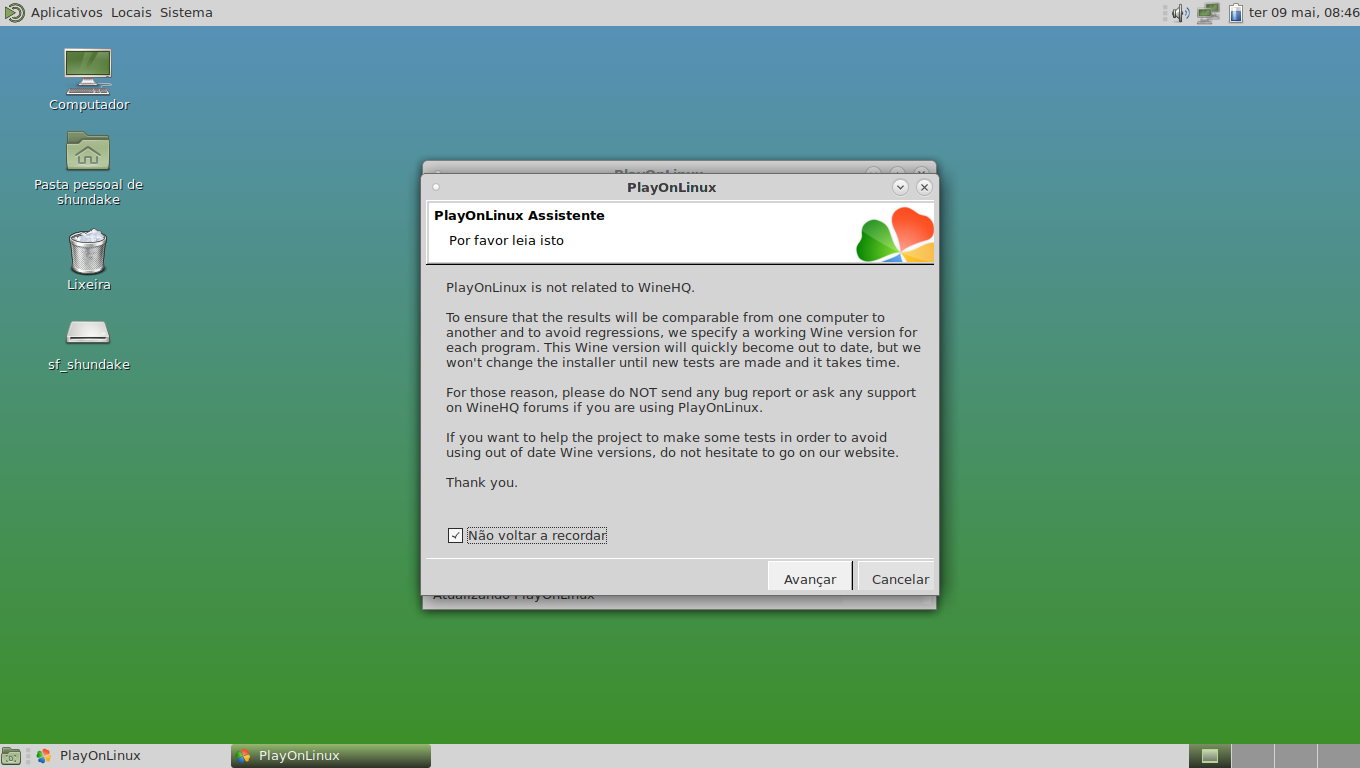 Aplicativos Locais Sistema
ter 09 mai, 08:46
Computador
Pasta pessoal de
shundake
Lixeira
sf_shundake
PlayOnLinux
PlayOnLinux
PlayOnLinux Assistente
Por favor leia isto
PlayOnLinux is not related to WineHQ.
To ensure that the results will be comparable from one computer to
another and to avoid regressions, we specify a working Wine version for
each program. This Wine version will quickly become out to date, but we
won't change the installer until new tests are made and it takes time.
For those reason, please do NOT send any bug report or ask any support
on WineHQ forums if you are using PlayOnLinux.
If you want to help the project to make some tests in order to avoid
using out of date Wine versions, do not hesitate to go on our website.
Thank you.
Não voltar a recordar
Avançar Cancelar
Atualizando PlayOnLinux
PlayOnLinux PlayOnLinux